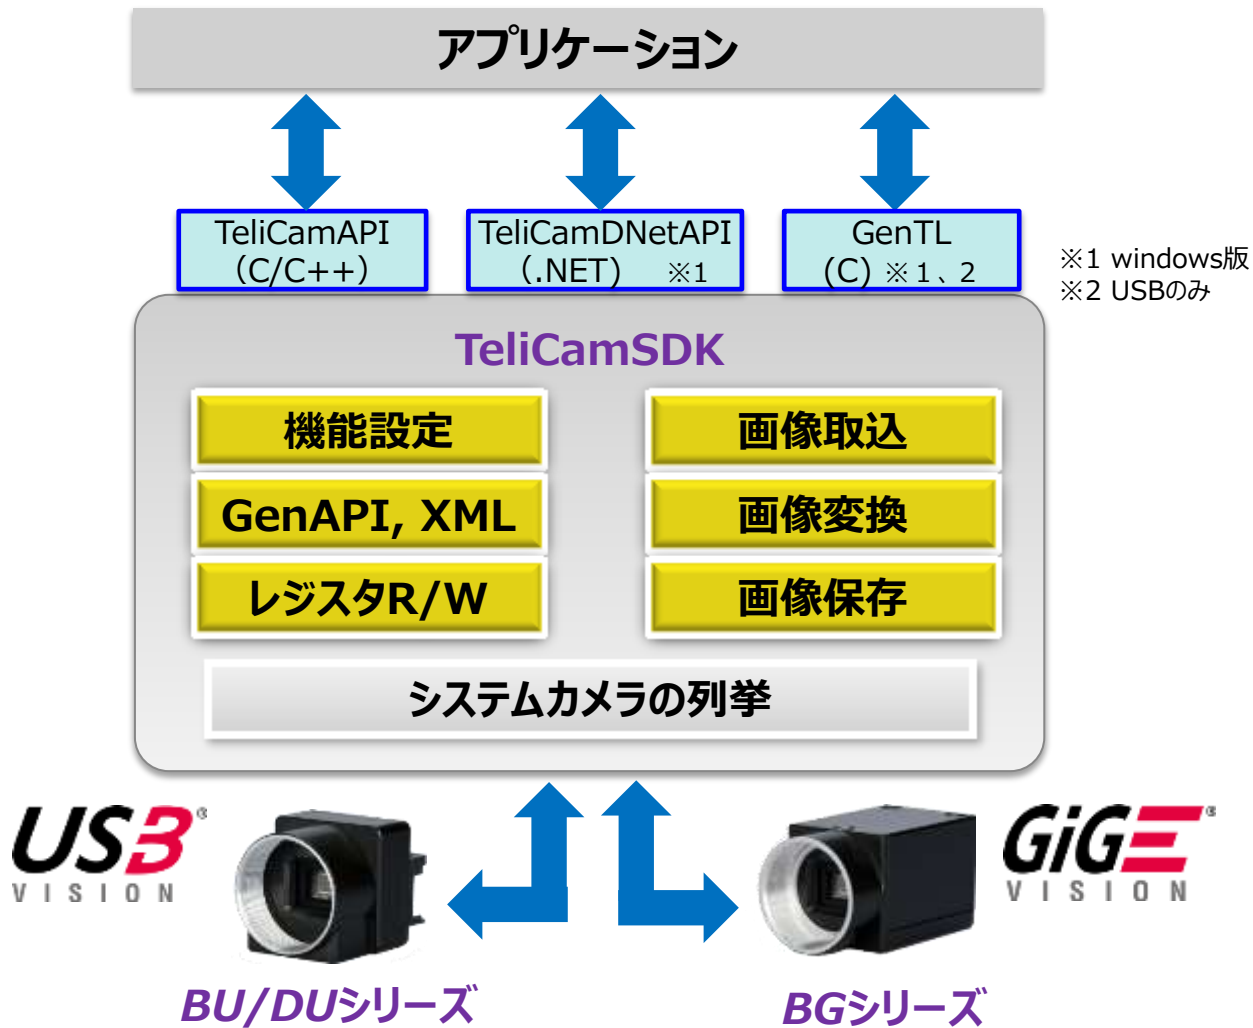 アプリケーション
TeliCamAPI
（C/C++）
TeliCamDNetAPI
（.NET） ※1
GenTL
(C) ※１、２
※1 windows版
※2 USBのみ
TeliCamSDK
機能設定
画像取込
GenAPI, XML
画像変換
レジスタR/W
画像保存
システムカメラの列挙
USB®
VISION
GiGE®
VISION
BU/DUシリーズ
BGシリーズ